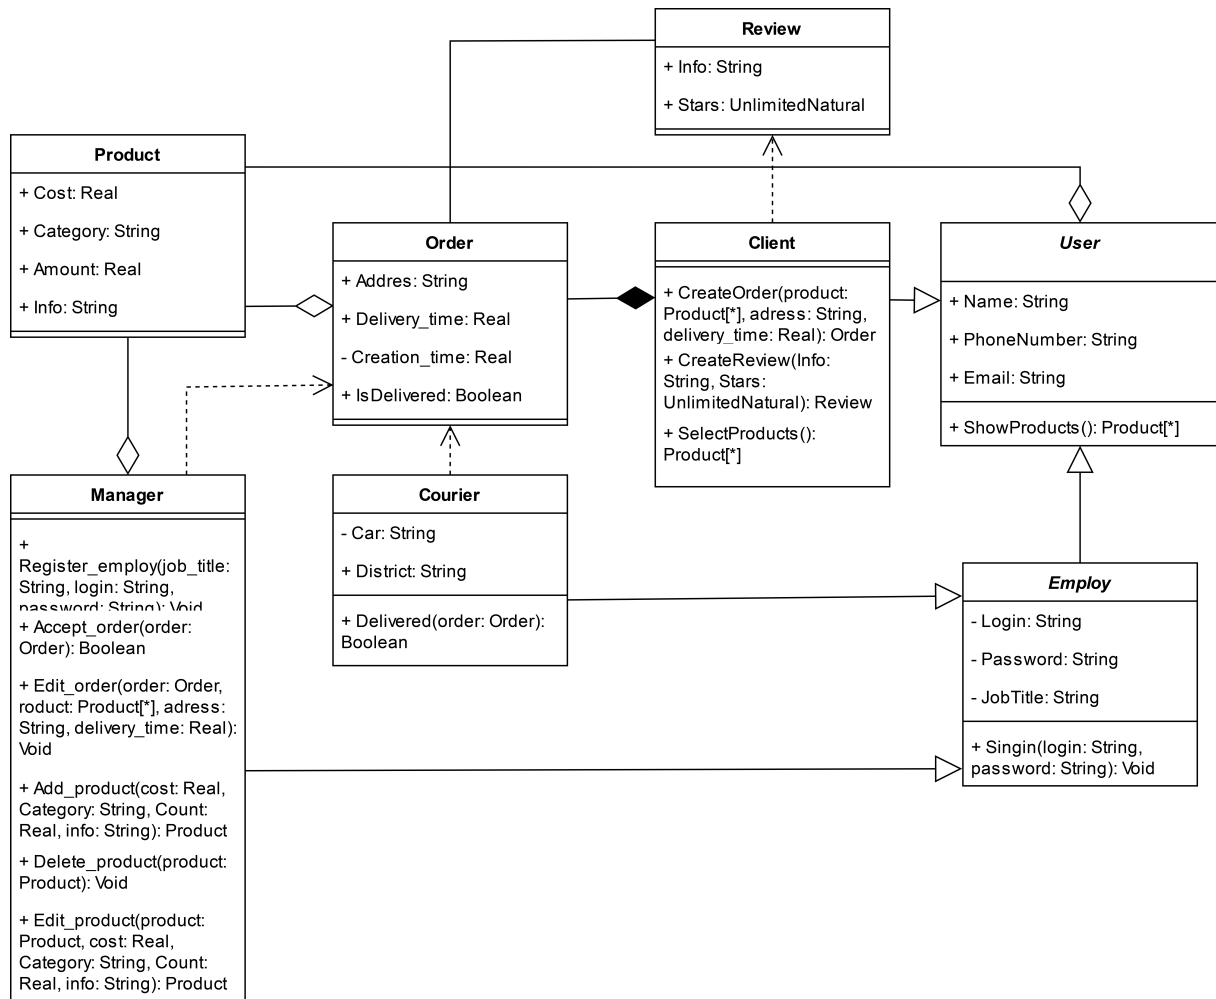 Review
+ Info: String
+ Stars: UnlimitedNatural
Product
+ Cost: Real
+ Category: String
+ Amount: Real
+ Info: String
Order
+ Addres: String
+ Delivery_time: Real
- Creation_time: Real
+ IsDelivered: Boolean
Client
+ CreateOrder(product:
Product[*], adress: String,
delivery_time: Real): Order
+ CreateReview(Info:
String, Stars:
UnlimitedNatural): Review
+ SelectProducts():
Product[*]
User
+ Name: String
+ PhoneNumber: String
+ Email: String
+ ShowProducts(): Product[*]
Manager
+
Register_employ(job_title:
String, login: String,
password: String): Void
+ Accept_order(order:
Order): Boolean
+ Edit_order(order: Order,
roduct: Product[*], adress:
String, delivery_time: Real):
Void
+ Add_product(cost: Real,
Category: String, Count:
Real, info: String): Product
+ Delete_product(product:
Product): Void
+ Edit_product(product:
Product, cost: Real,
Category: String, Count:
Real, info: String): Product
Courier
- Car: String
+ District: String
+ Delivered(order: Order):
Boolean
Employ
- Login: String
- Password: String
- JobTitle: String
+ Singin(login: String,
password: String): Void